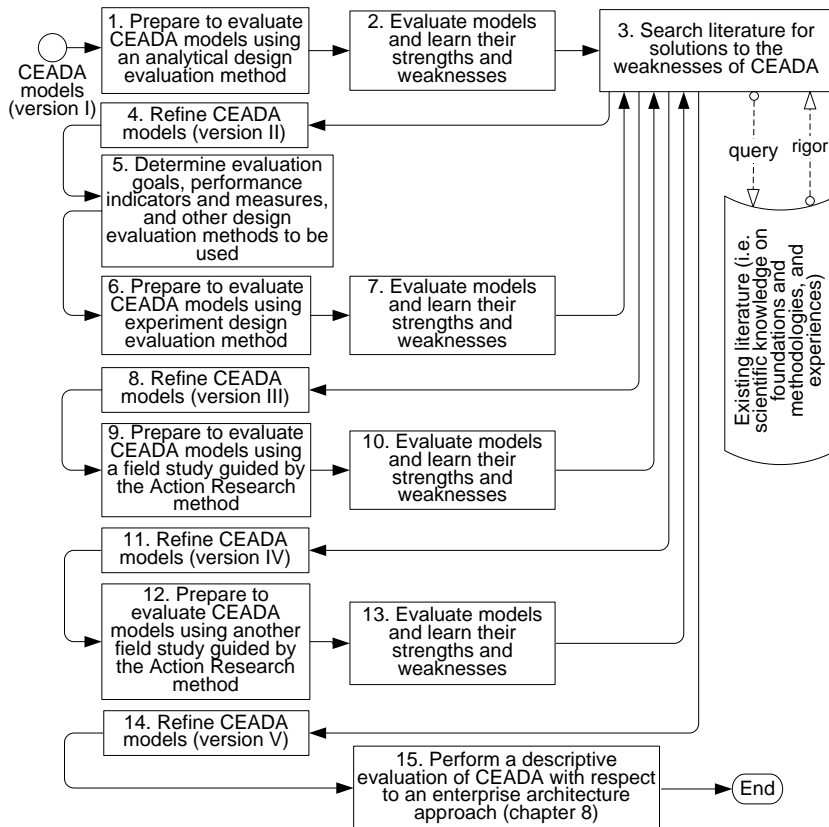 CEADA
models
(version I)
1. Prepare to evaluate
CEADA models using
an analytical design
evaluation method
2. Evaluate models
and learn their
strengths and
weaknesses
3. Search literature for
solutions to the
weaknesses of CEADA
4. Refine CEADA
models (version II)
query
rigor
5. Determine evaluation
goals, performance
indicators and measures,
and other design
evaluation methods to be
used
Existing literature (i.e.
scientific knowledge on
foundations and
methodologies, and
experiences)
6. Prepare to evaluate
CEADA models using
experiment design
evaluation method
7. Evaluate models
and learn their
strengths and
weaknesses
8. Refine CEADA
models (version III)
9. Prepare to evaluate
CEADA models using
a field study guided by
the Action Research
method
10. Evaluate models
and learn their
strengths and
weaknesses
11. Refine CEADA
models (version IV)
12. Prepare to
evaluate CEADA
models using another
field study guided by
the Action Research
method
13. Evaluate models
and learn their
strengths and
weaknesses
14. Refine CEADA
models (version V)
15. Perform a descriptive
evaluation of CEADA with respect
to an enterprise architecture
approach (chapter 8)
End